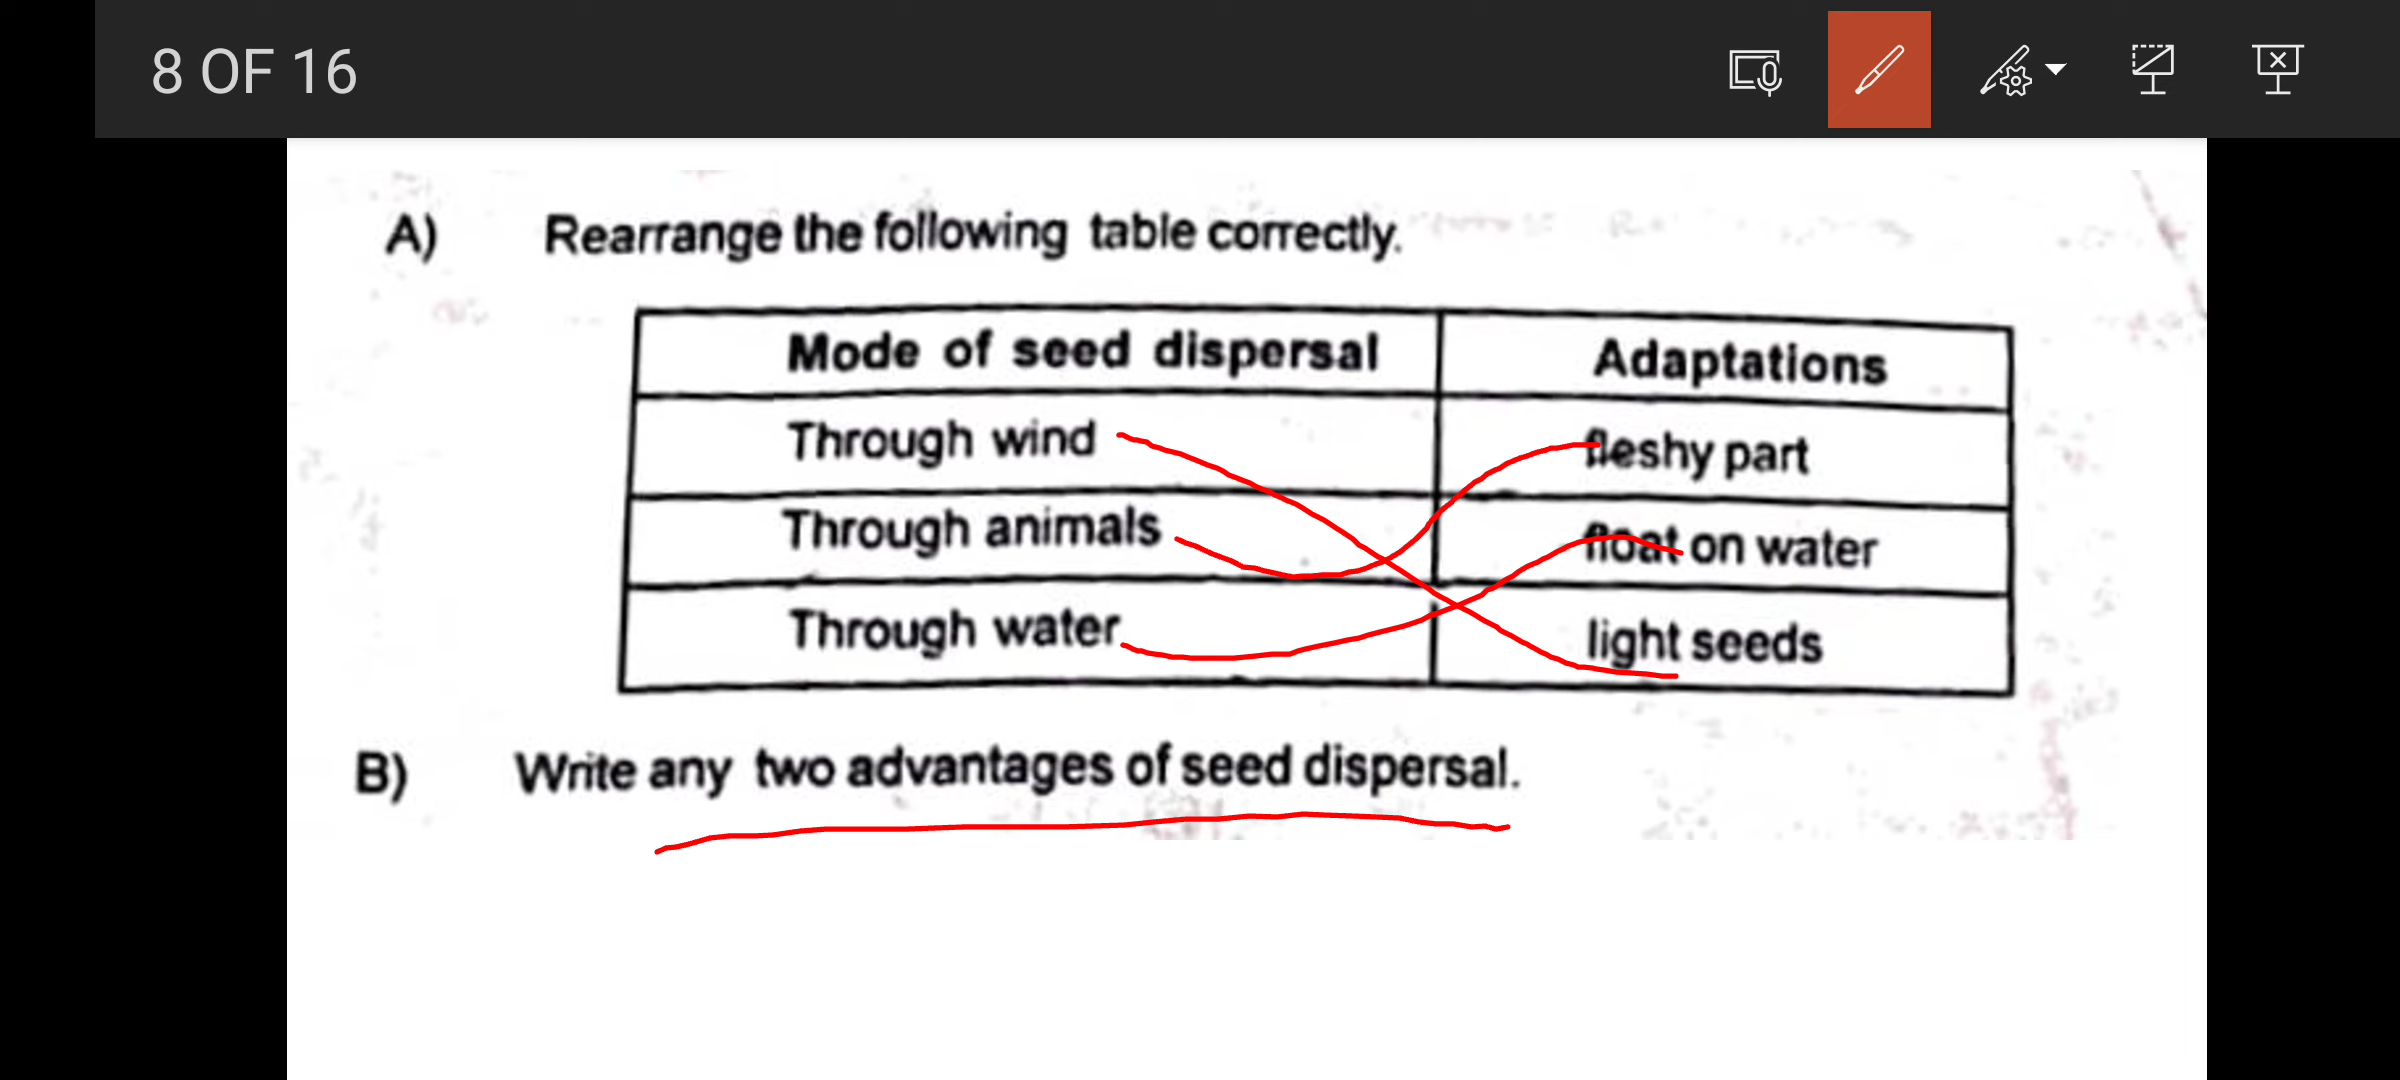 8 OF 16
A) Rearrange the following table correctly.
Mode of seed dispersal Adaptations
Through wind fleshy part
Through animals float on water
Through water light seeds
B) Write any two advantages of seed dispersal.